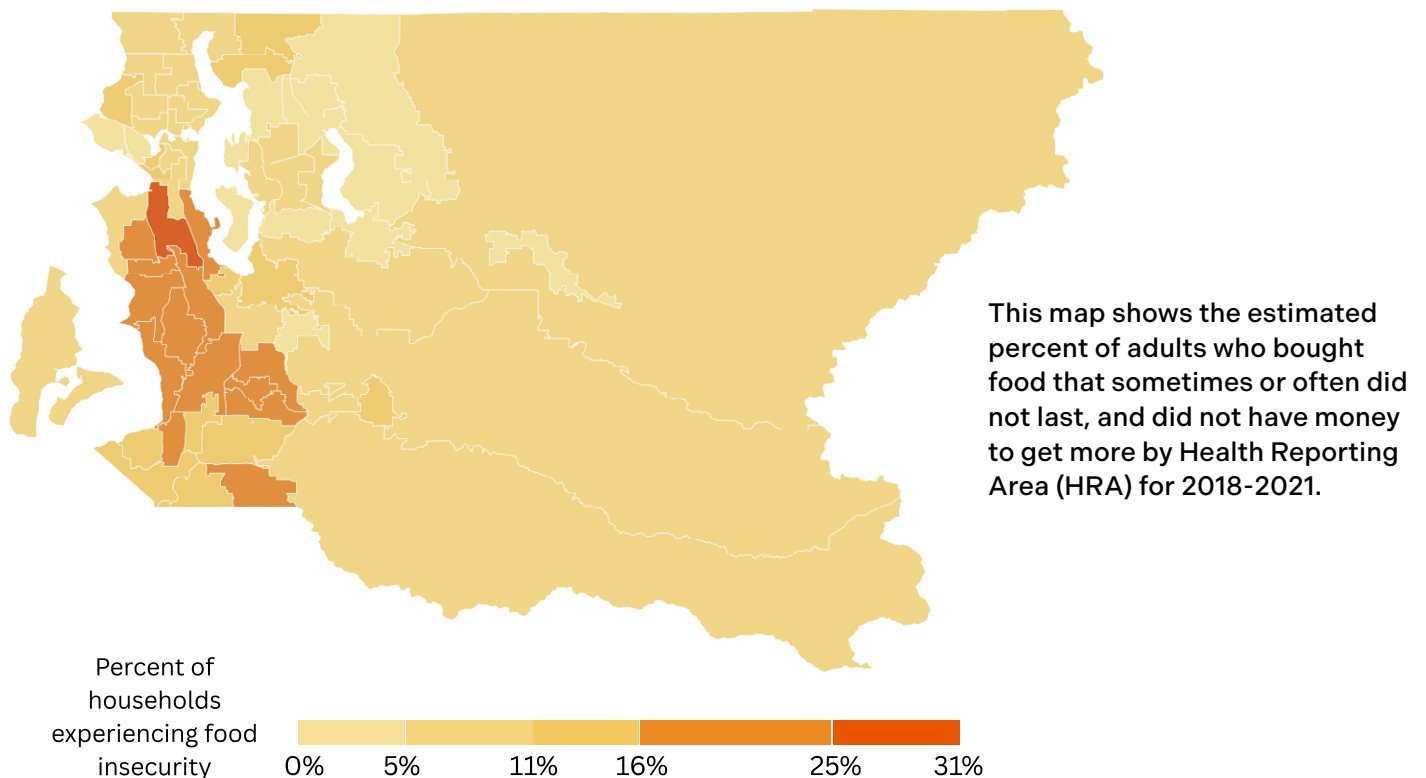 This map shows the estimated
percent of adults who bought
food that sometimes or often did
not last, and did not have money
to get more by Health Reporting
Area (HRA) for 2018-2021.
Percent of
households
experiencing food
insecurity
0% 5% 11% 16% 25% 31%